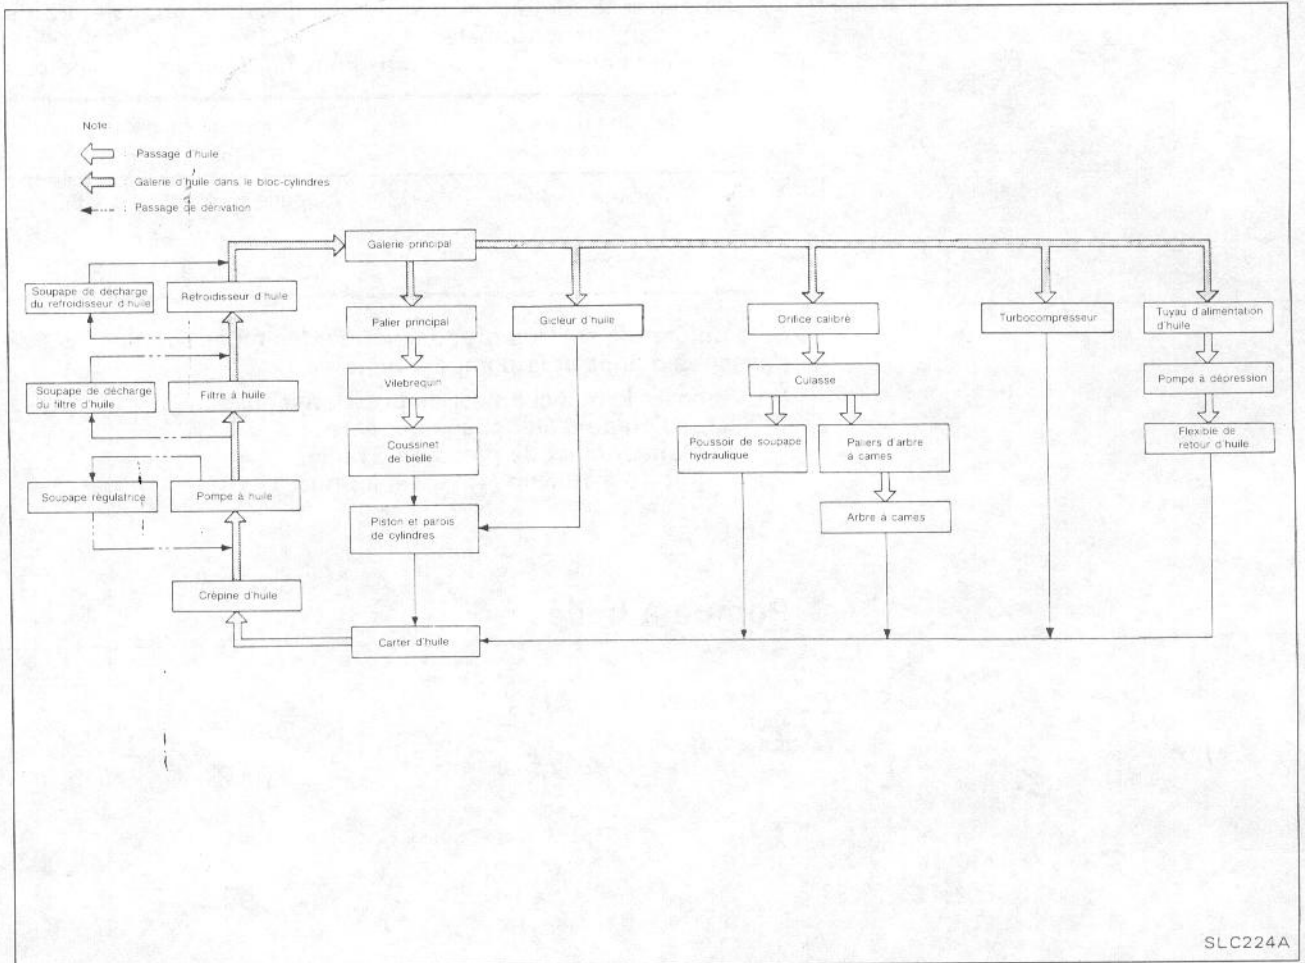 Note
: Passage d'huile
: Galerie d'huile dans le bloc-cylindres
: Passage de dérivation
Galerie principal
Soupape de décharge
du refroidisseur d'huile
Refroidisseur d'huile
Palier principal
Gicleur d'huile
Orifice calibré
Turbocompresseur
Tuyau d'alimentation
d'huile
Soupape de décharge
du filtre d'huile
Filtre à huile
Vilebrequin
Culasse
Pompe à dépression
Coussinet
de bielle
Poussoir de soupape
hydraulique
Paliers d'arbre
à cames
Flexible de
retour d'huile
Soupape régulatrice
Pompe à huile
Piston et parois
de cylindres
Arbre à cames
Crépine d'huile
Carter d'huile
SLC224A